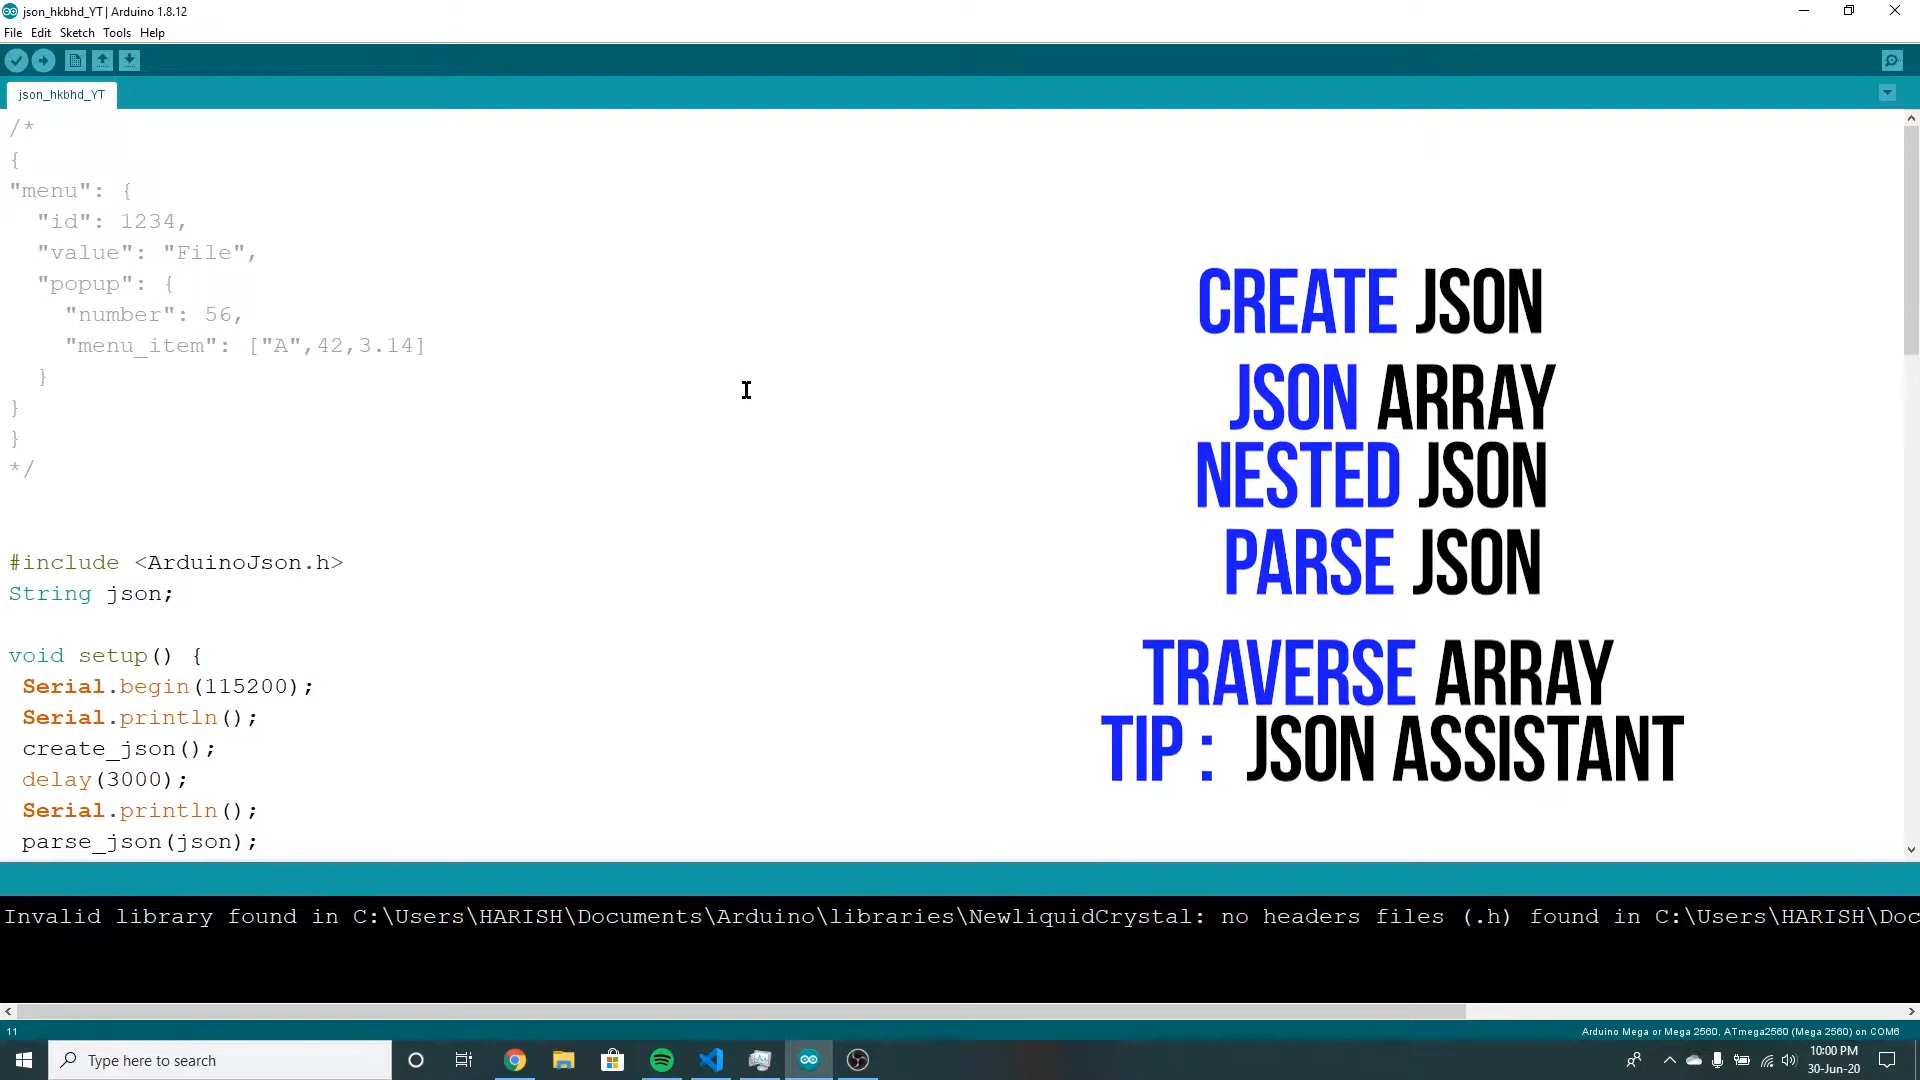 json_hkbhd_YT | Arduino 1.8.12
File Edit Sketch Tools Help
json_hkbhd_YT
/*
{
"menu": {
"id": 1234,
"value": "File",
"popup": {
"number": 56,
"menu_item": ["A",42,3.14]
}
}
}
*/
#include <ArduinoJson.h>
String json;
void setup() {
Serial.begin(115200);
Serial.println();
create_json();
delay(3000);
Serial.println();
parse_json(json);
CREATE JSON
JSON ARRAY
NESTED JSON
PARSE JSON
TRAVERSE ARRAY
TIP : JSON ASSISTANT
Invalid library found in C:\Users\HARISH\Documents\Arduino\libraries\NewliquidCrystal: no headers files (.h) found in C:\Users\HARISH\Doc
11
Arduino Mega or Mega 2560, ATmega2560 (Mega 2560) on COM6
Type here to search
10:00 PM
30-Jun-20